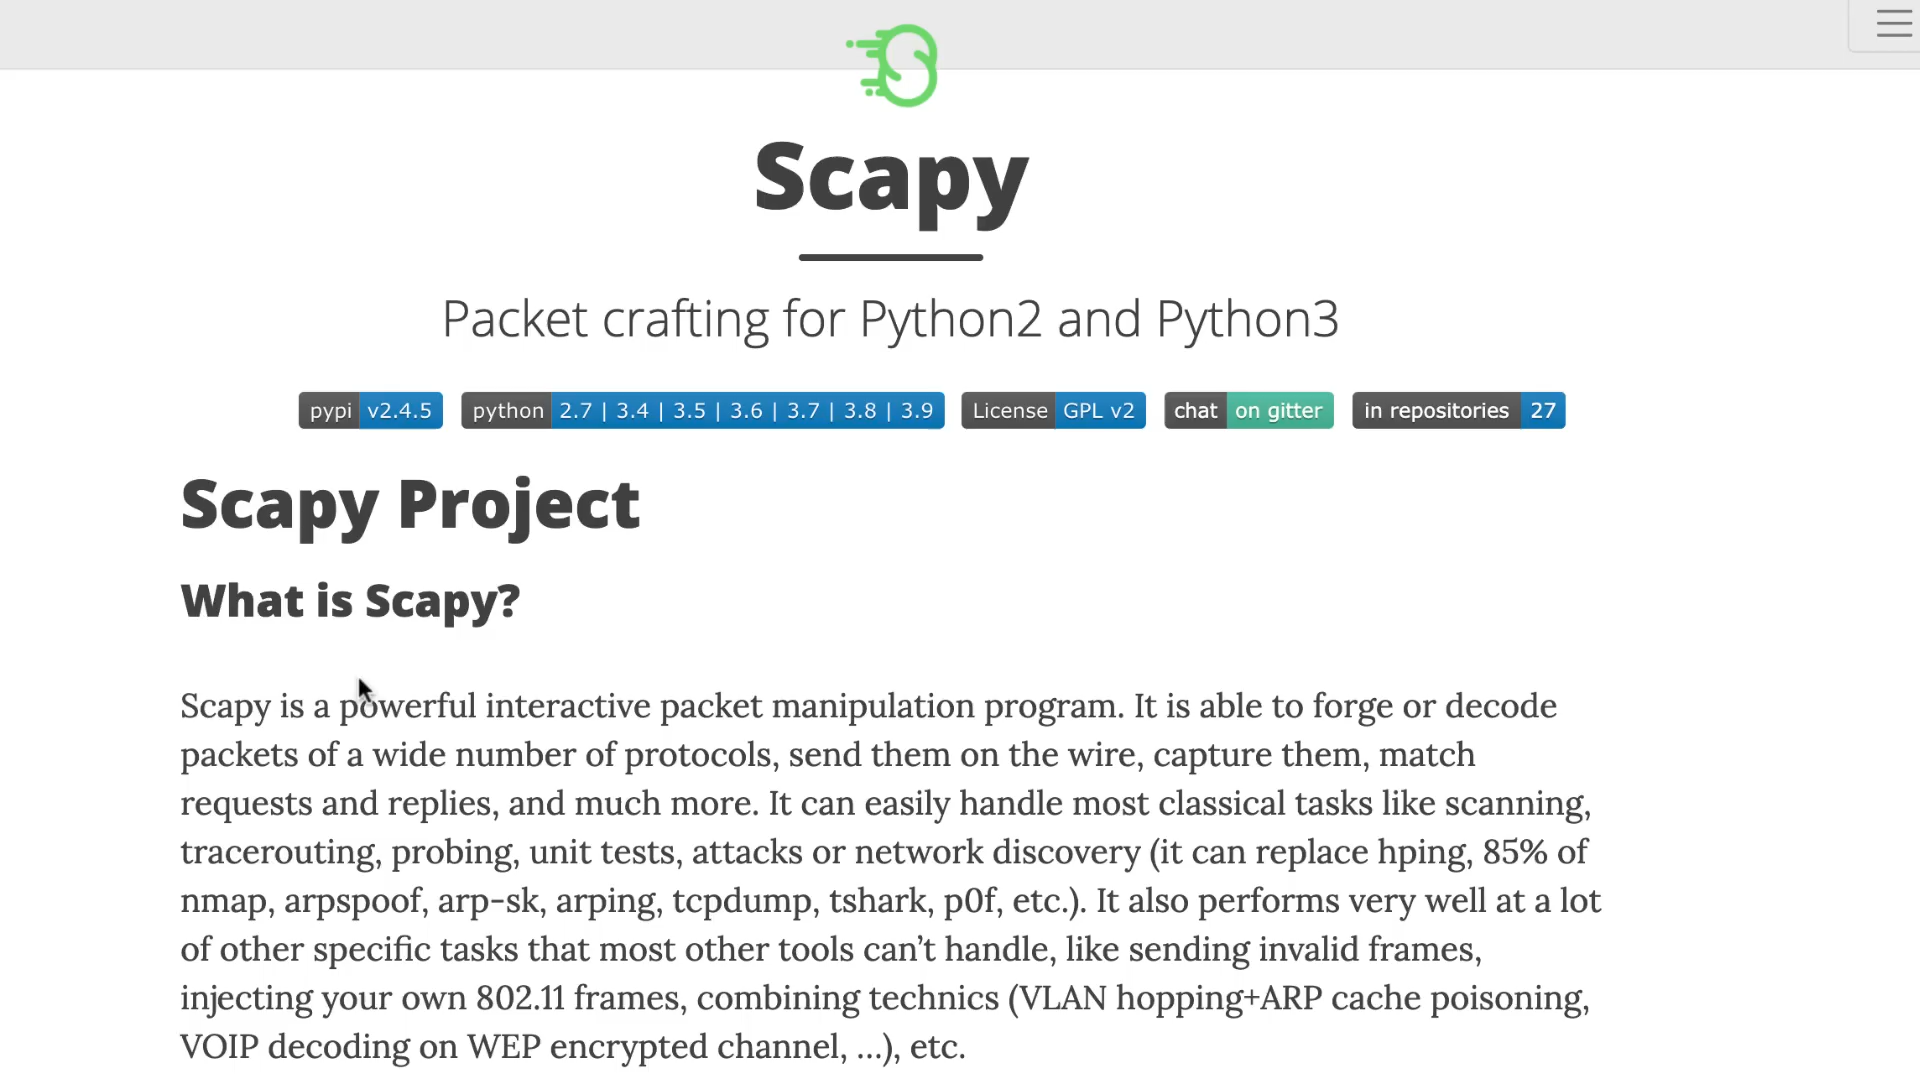 Scapy
Packet crafting for Python2 and Python3
pypi v2.4.5 python 2.7 | 3.4 | 3.5 | 3.6 | 3.7 | 3.8 | 3.9 License GPL v2 chat on gitter in repositories 27
Scapy Project
What is Scapy?
Scapy is a powerful interactive packet manipulation program. It is able to forge or decode
packets of a wide number of protocols, send them on the wire, capture them, match
requests and replies, and much more. It can easily handle most classical tasks like scanning,
tracerouting, probing, unit tests, attacks or network discovery (it can replace hping, 85% of
nmap, arpspoof, arp-sk, arping, tcpdump, tshark, p0f, etc.). It also performs very well at a lot
of other specific tasks that most other tools can’t handle, like sending invalid frames,
injecting your own 802.11 frames, combining technics (VLAN hopping+ARP cache poisoning,
VOIP decoding on WEP encrypted channel, …), etc.